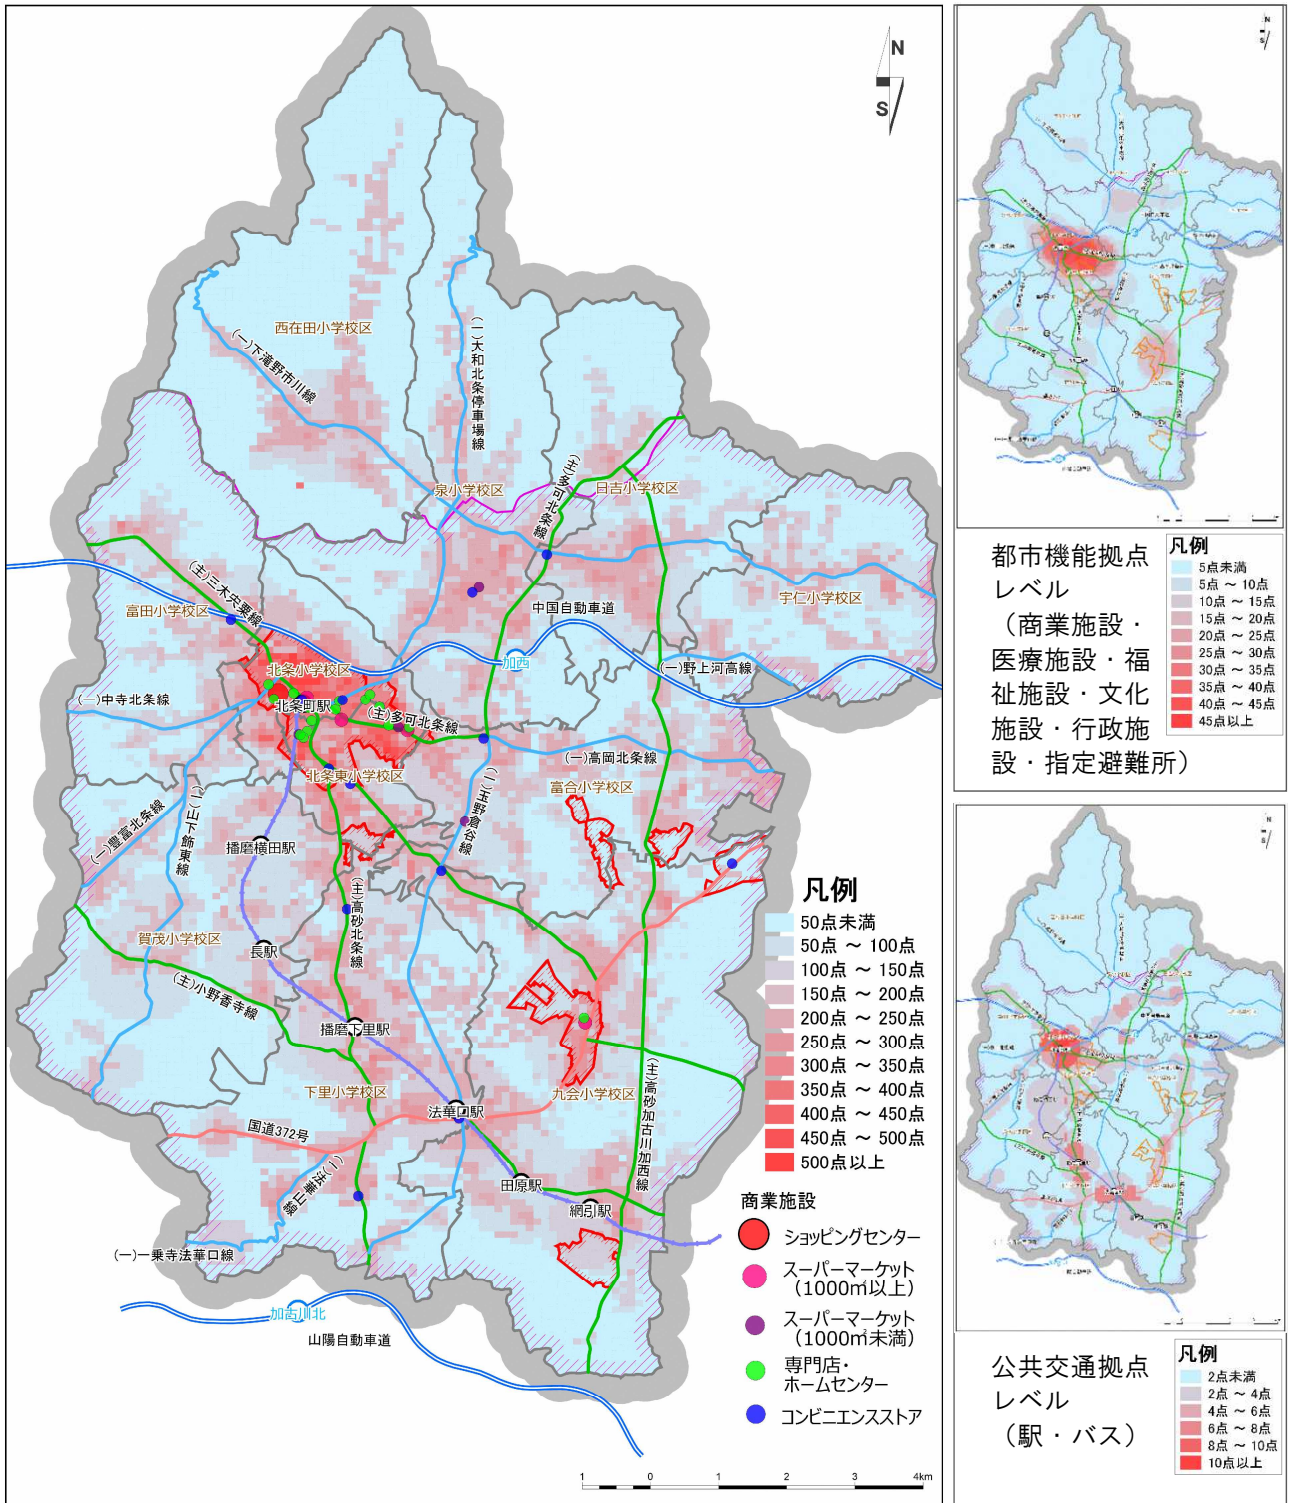 N
S
西在田小学校区
(一)下滝野市川線
(一)大和北条停車場線
泉小学校区
(主)多可北条線
日吉小学校区
(主)三木宍粟線
富田小学校区
中国自動車道
宇仁小学校区
北条小学校区
加西
(一)野上河高線
(一)中寺北条線
北条町駅
(主)多可北条線
(一)高岡北条線
北条東小学校区
富合小学校区
(一)玉野倉谷線
(一)豊富北条線
(一)下山下飾東線
播磨横田駅
(主)高砂北条線
賀茂小学校区
長駅
(主)小野香寺線
播磨下里駅
下里小学校区
九会小学校区
(主)高砂加古川加西線
法華口駅
国道372号
(一)法華山線
田原駅
網引駅
(一)一乗寺法華口線
加古川北
山陽自動車道
凡例
50点未満
50点 ～ 100点
100点 ～ 150点
150点 ～ 200点
200点 ～ 250点
250点 ～ 300点
300点 ～ 350点
350点 ～ 400点
400点 ～ 450点
450点 ～ 500点
500点以上
商業施設
ショッピングセンター
スーパーマーケット
(1000㎡以上)
スーパーマーケット
(1000㎡未満)
専門店・
ホームセンター
コンビニエンスストア
1 0 1 2 3 4km
N
S
都市機能拠点
レベル
（商業施設・
医療施設・福
祉施設・文化
施設・行政施
設・指定避難所）
凡例
5点未満
5点 ～ 10点
10点 ～ 15点
15点 ～ 20点
20点 ～ 25点
25点 ～ 30点
30点 ～ 35点
35点 ～ 40点
40点 ～ 45点
45点以上
N
S
公共交通拠点
レベル
（駅・バス）
凡例
2点未満
2点 ～ 4点
4点 ～ 6点
6点 ～ 8点
8点 ～ 10点
10点以上